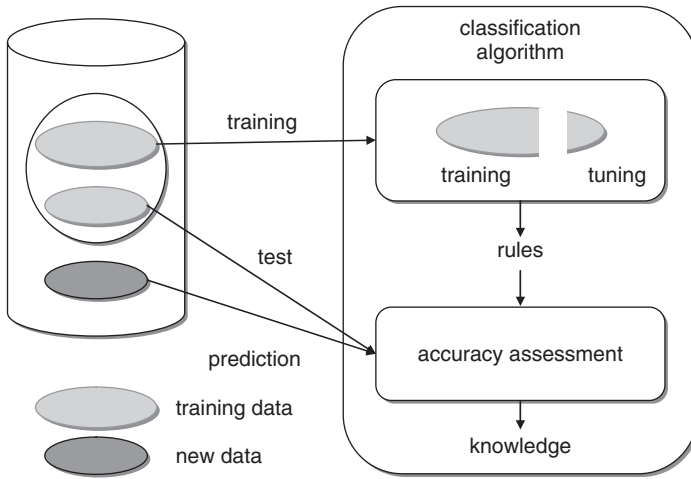 classification
algorithm
training
training
tuning
test
rules
prediction
accuracy assessment
training data
new data
knowledge